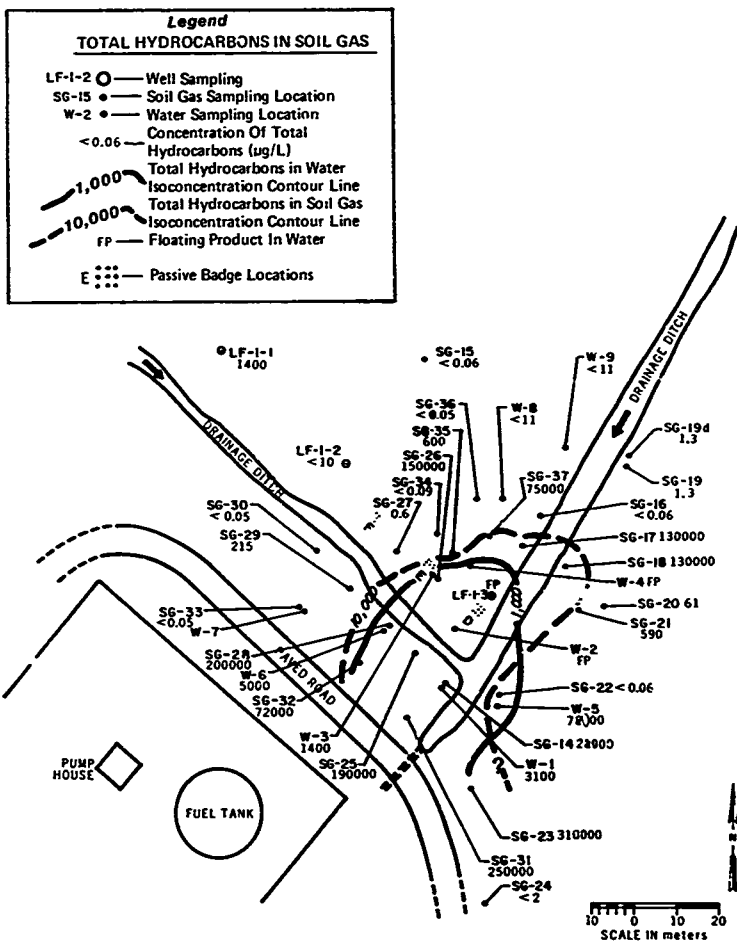 Legend
TOTAL HYDROCARBONS IN SOIL GAS
LF-1-2 Well Sampling
SG-15 Soil Gas Sampling Location
W-2 Water Sampling Location
<0.06 Concentration Of Total
Hydrocarbons (ug/L)
1,000 Total Hydrocarbons in Water
Isoconcentration Contour Line
10,000 Total Hydrocarbons in Soil Gas
Isoconcentration Contour Line
FP Floating Product In Water
E Passive Badge Locations
LF-1-1
1400
SG-15
<0.06
W-9
<11
DRAINAGE DITCH
SG-36
<0.05
W-8
<11
SG-35
600
SG-26
150000
SG-19d
1.3
DRAINAGE DITCH
LF-1-2
<10
SG-34
<0.09
SG-37
75000
SG-19
1.3
SG-27
0.6
F
SG-16
<0.06
SG-30
<0.05
SG-29
215
SG-17 130000
SG-18 130000
W-4 FP
E
FP
LF-1-3
D
1,000
10,000
SG-20 61
SG-21
590
SG-33
<0.05
W-7
W-2
FP
SG-28
200000
W-6
5000
PAVED ROAD
SG-32
72000
SG-22 <0.06
W-5
W-3
1400
SG-14
W-1
3100
SG-25
190000
PUMP
HOUSE
FUEL TANK
?
SG-23 310000
SG-31
250000
SG-24
<2
N
10 0 10 20
SCALE IN meters